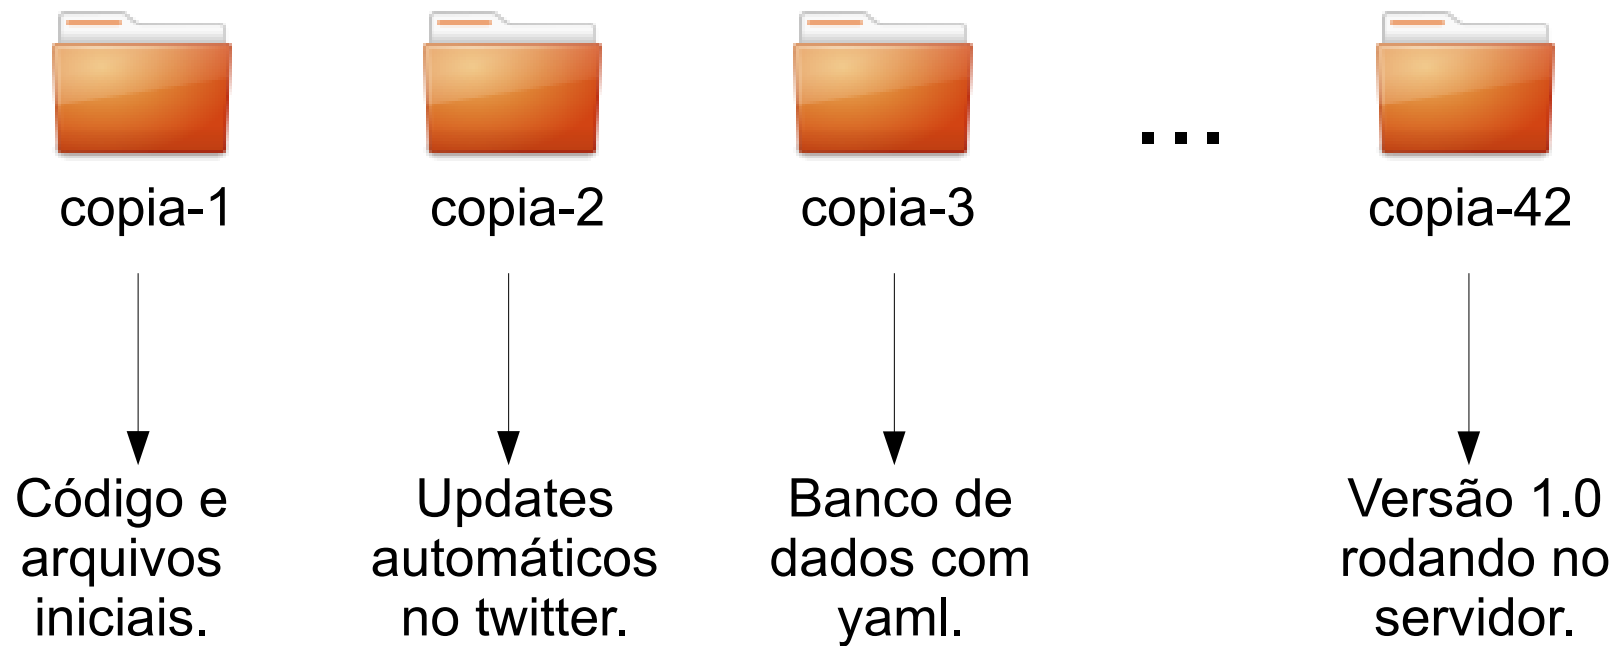 ...
copia-1
copia-2
copia-3
copia-42
Código e
arquivos
iniciais.
Updates
automáticos
no twitter.
Banco de
dados com
yaml.
Versão 1.0
rodando no
servidor.